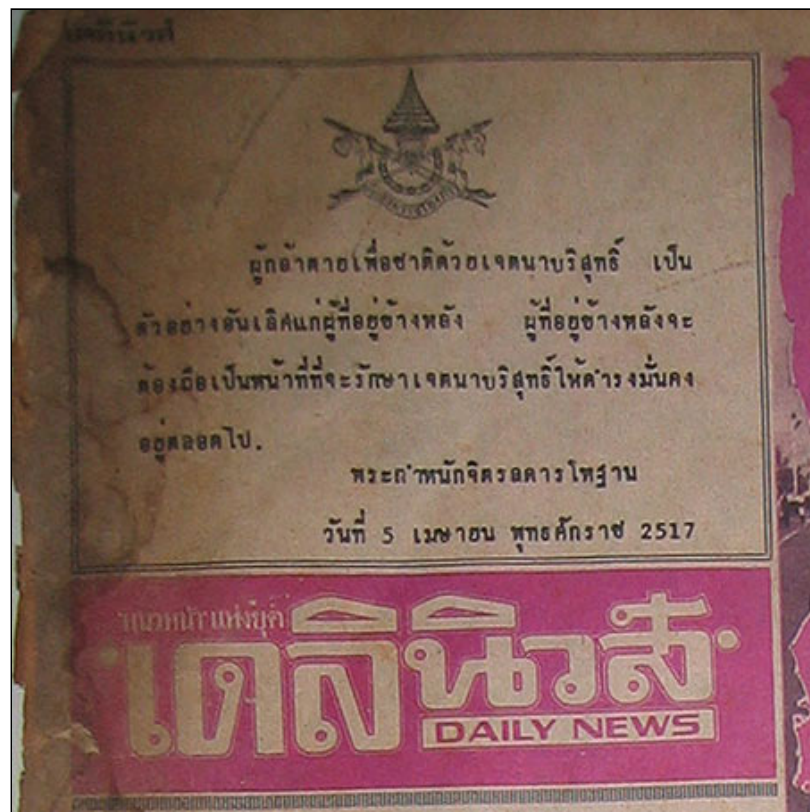 เดลินิวส์
ผู้กล้าตายเพื่อชาติด้วยเจตนาบริสุทธิ์ เป็น
ตัวอย่างอันเลิศแก่ผู้ที่อยู่ข้างหลัง ผู้ที่อยู่ข้างหลังจะ
ต้องถือเป็นหน้าที่ที่จะรักษาเจตนาบริสุทธิ์ให้ดำรงมั่นคง
อยู่ตลอดไป.
พระตำหนักจิตรลดารโหฐาน
วันที่ 5 เมษายน พุทธศักราช 2517
แนวหน้าแห่งยุค
เดลินิวส์
DAILY NEWS